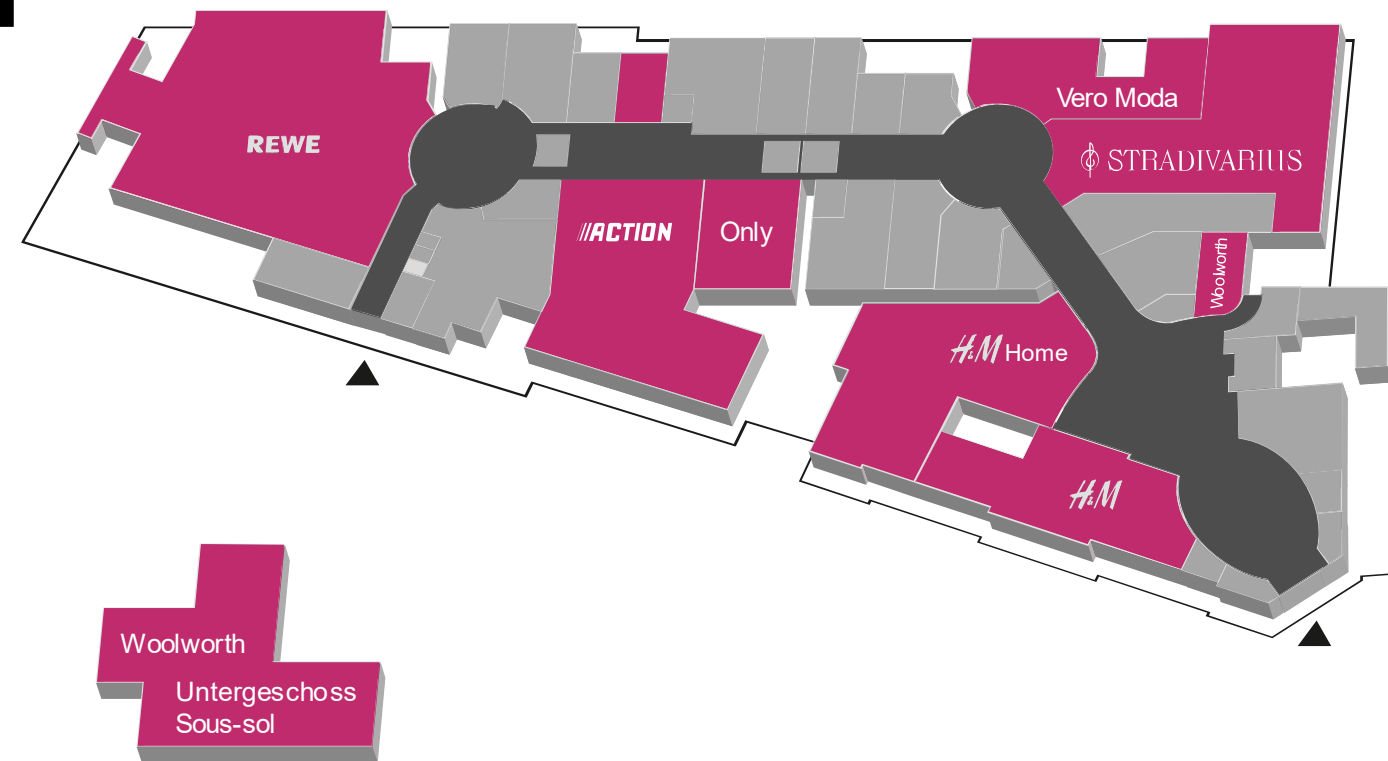 Vero Moda
REWE
STRADIVARIUS
ACTION
Only
Woolworth
H&M Home
H&M
Woolworth
Untergeschoss
Sous-sol